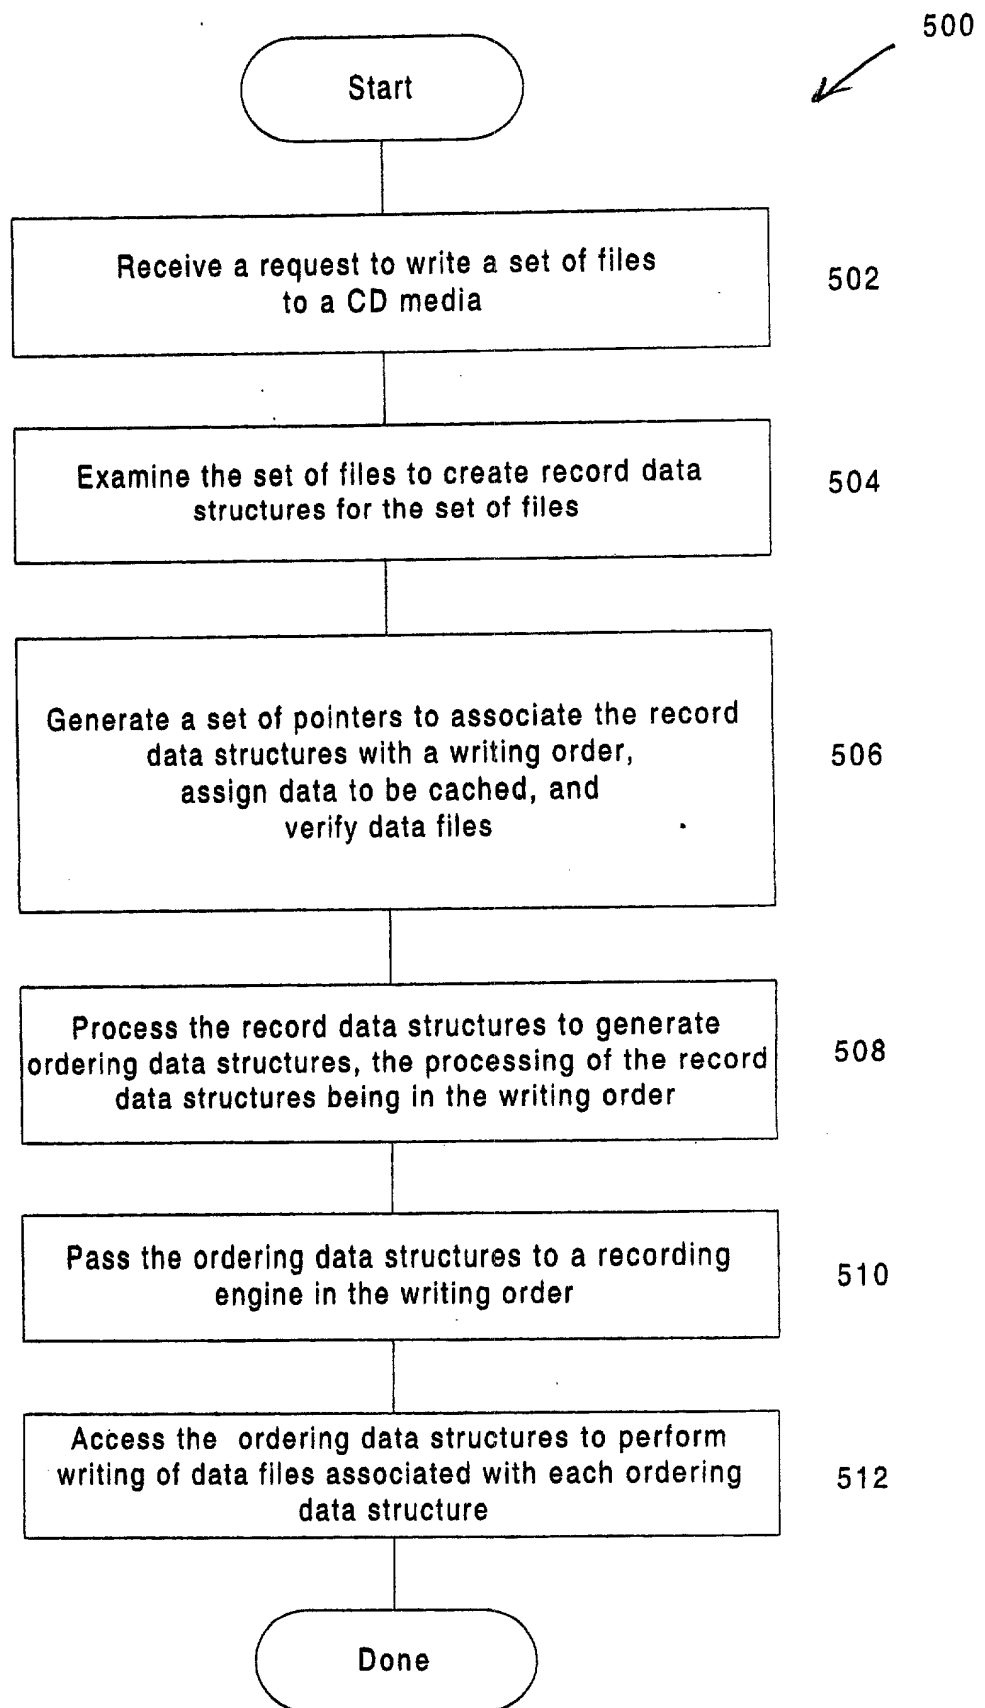 500
Start
Receive a request to write a set of files
to a CD media
502
Examine the set of files to create record data
structures for the set of files
504
Generate a set of pointers to associate the record
data structures with a writing order,
assign data to be cached, and
verify data files
506
Process the record data structures to generate
ordering data structures, the processing of the record
data structures being in the writing order
508
Pass the ordering data structures to a recording
engine in the writing order
510
Access the ordering data structures to perform
writing of data files associated with each ordering
data structure
512
Done